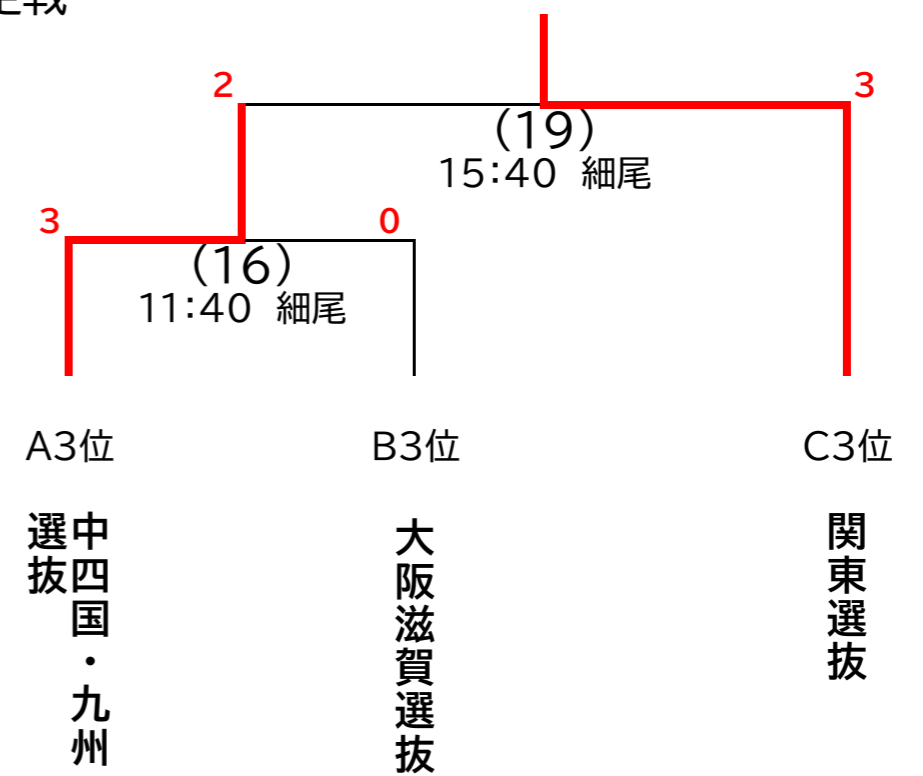 2
3
(19)
15:40 細尾
3
0
(16)
11:40 細尾
A3位
B3位
C3位
中四国・九州
選抜
大阪滋賀選抜
関東選抜